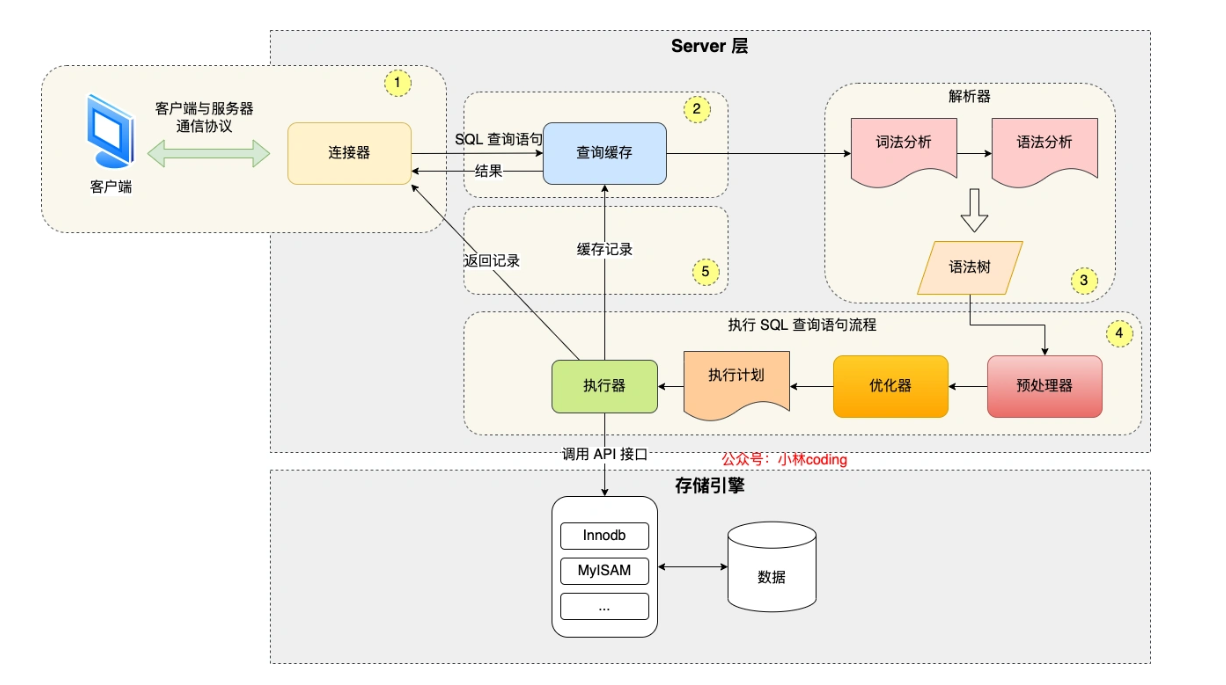 Server 层
1
客户端与服务器
通信协议
客户端
连接器
SQL 查询语句
结果
2
查询缓存
解析器
词法分析
语法分析
语法树
3
返回记录
缓存记录
5
执行 SQL 查询语句流程
4
执行器
执行计划
优化器
预处理器
调用 API 接口
公众号：小林coding
存储引擎
Innodb
MyISAM
...
数据